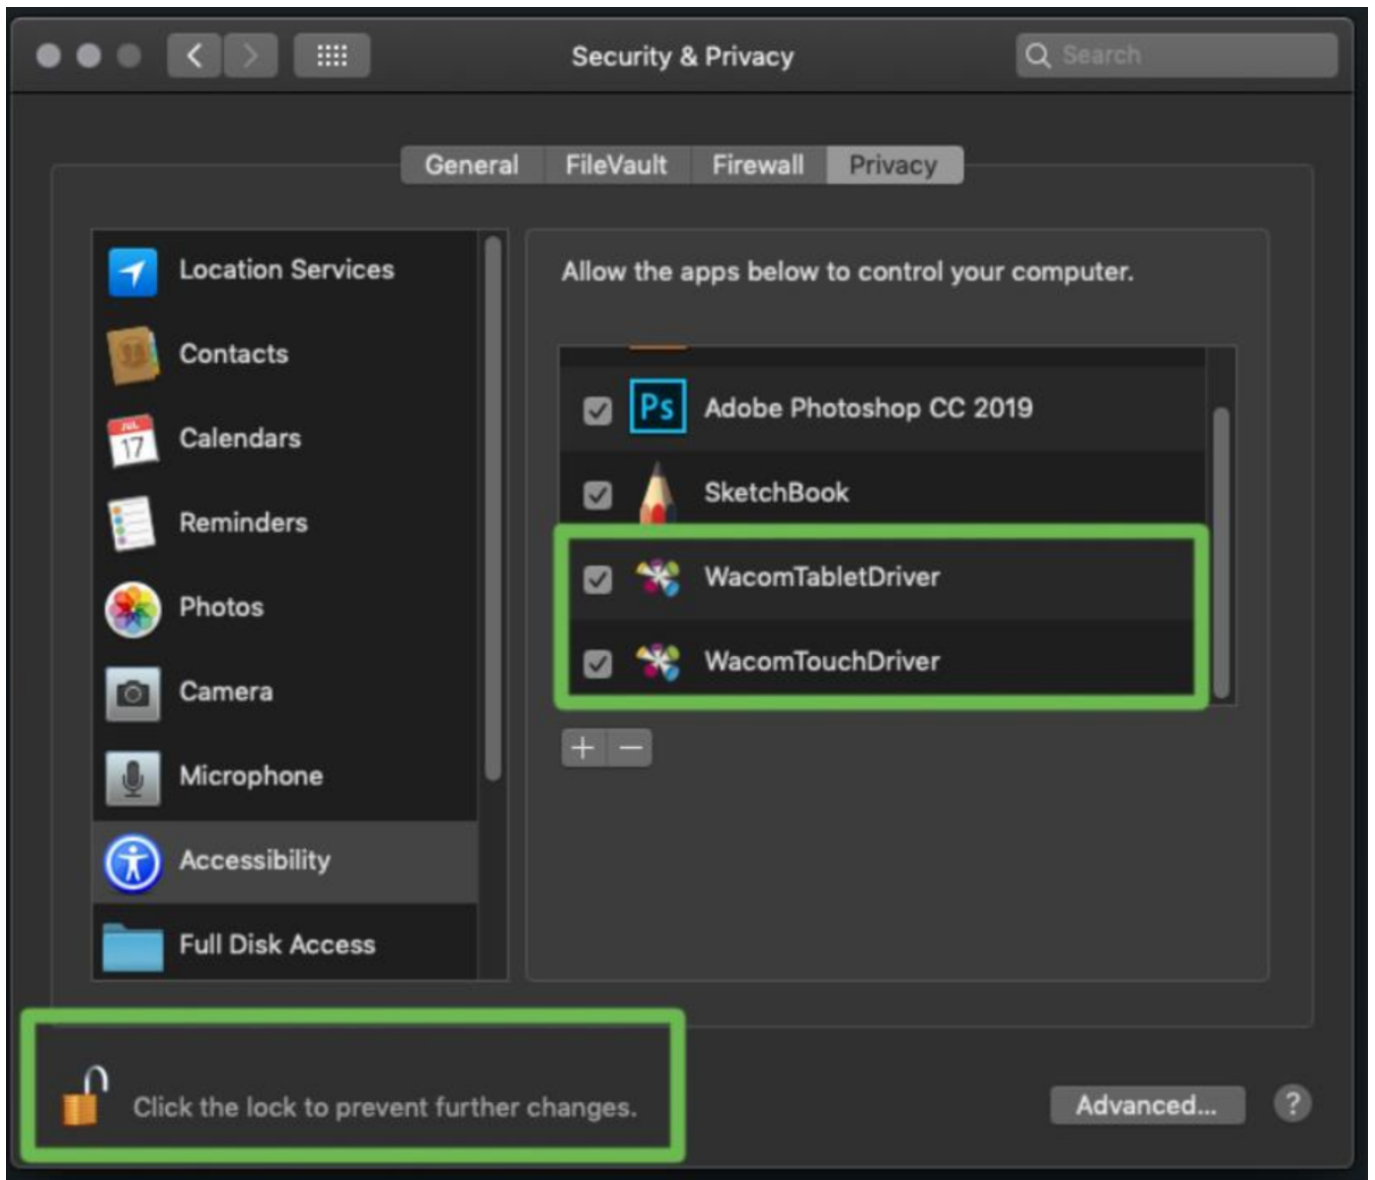 Security & Privacy
Search
General
FileVault
Firewall
Privacy
Location Services
Contacts
JUL
17
Calendars
Reminders
Photos
Camera
Microphone
Accessibility
Full Disk Access
Allow the apps below to control your computer.
Ps
Adobe Photoshop CC 2019
SketchBook
WacomTabletDriver
WacomTouchDriver
+
−
Click the lock to prevent further changes.
Advanced...
?